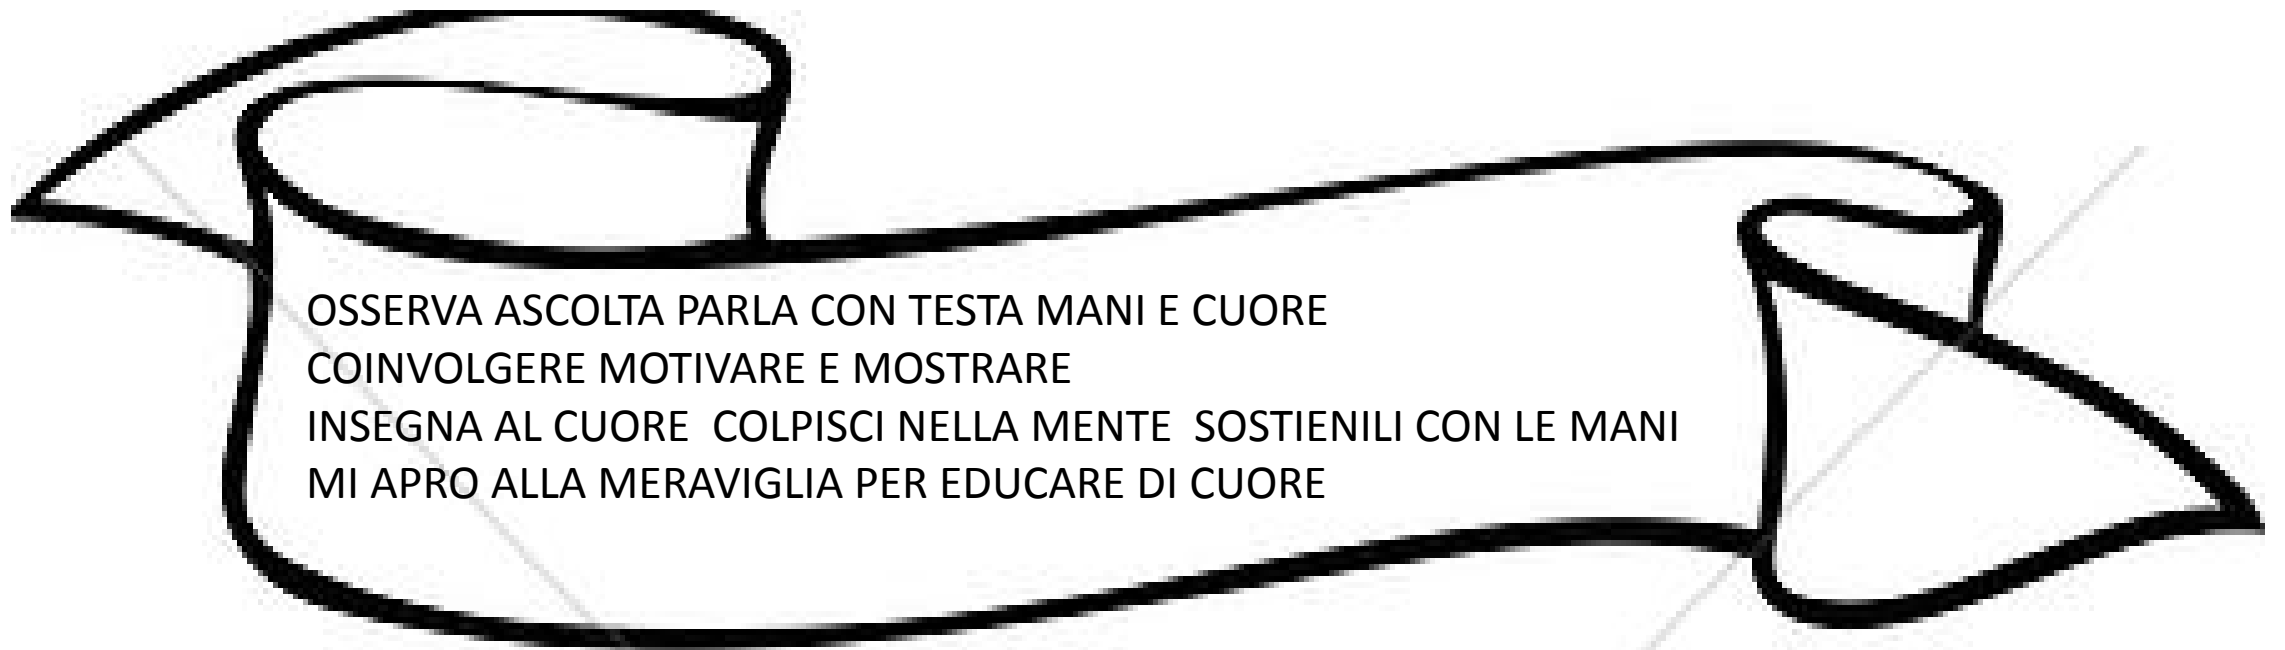 OSSERVA ASCOLTA PARLA CON TESTA MANI E CUORE
COINVOLGERE MOTIVARE E MOSTRARE
INSEGNA AL CUORE  COLPISCI NELLA MENTE  SOSTIENILI CON LE MANI
MI APRO ALLA MERAVIGLIA PER EDUCARE DI CUORE